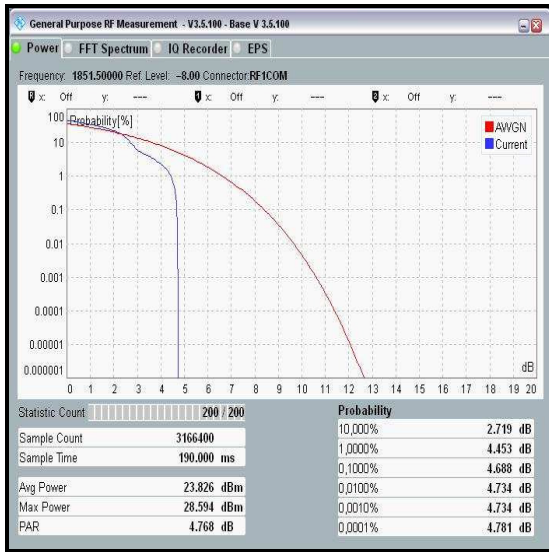 General Purpose RF Measurement - V3.5.100 - Base V 3.5.100
Power FFT Spectrum IQ Recorder EPS
Frequency: 1851.50000 Ref. Level: -8.00 Connector:RF1COM
x: Off y: --- 1 x: Off y: --- 2 x: Off y: ---
Probability[%]
AWGN
Current
100
10
1
0.1
0.01
0.001
0.0001
0.00001
0.000001
dB
0 1 2 3 4 5 6 7 8 9 10 11 12 13 14 15 16 17 18 19 20
Statistic Count 200 / 200
Sample Count 3166400
Sample Time 190.000 ms
Avg Power 23.826 dBm
Max Power 28.594 dBm
PAR 4.768 dB
Probability
10,000% 2.719 dB
1,0000% 4.453 dB
0,1000% 4.688 dB
0,0100% 4.734 dB
0,0010% 4.734 dB
0,0001% 4.781 dB